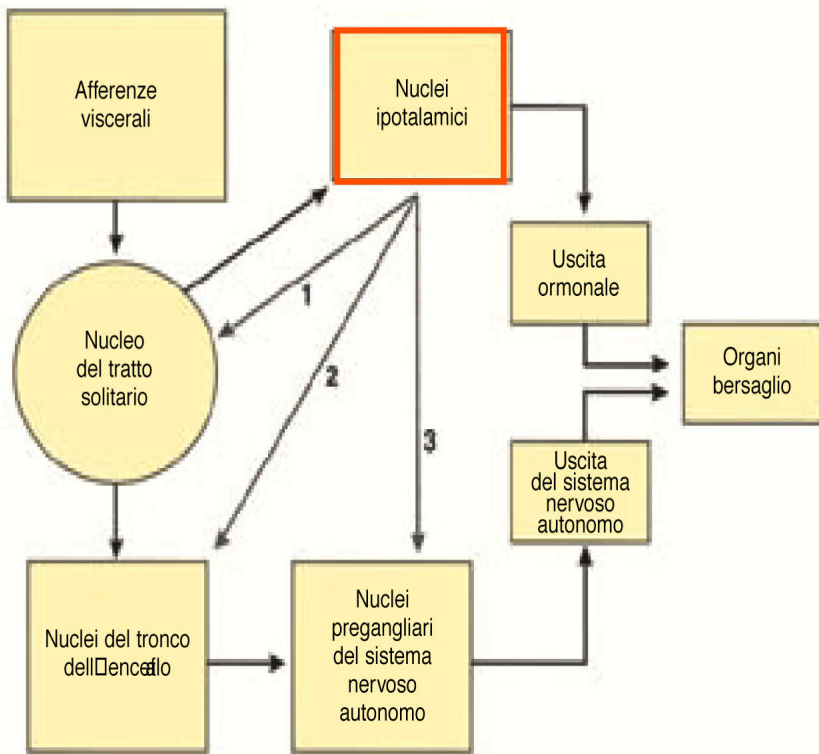 Afferenze
viscerali
Nuclei
ipotalamici
Uscita
ormonale
Nucleo
del tratto
solitario
1
2
3
Organi
bersaglio
Uscita
del sistema
nervoso
autonomo
Nuclei del tronco
Nuclei
pregangliari
del sistema
nervoso
autonomo